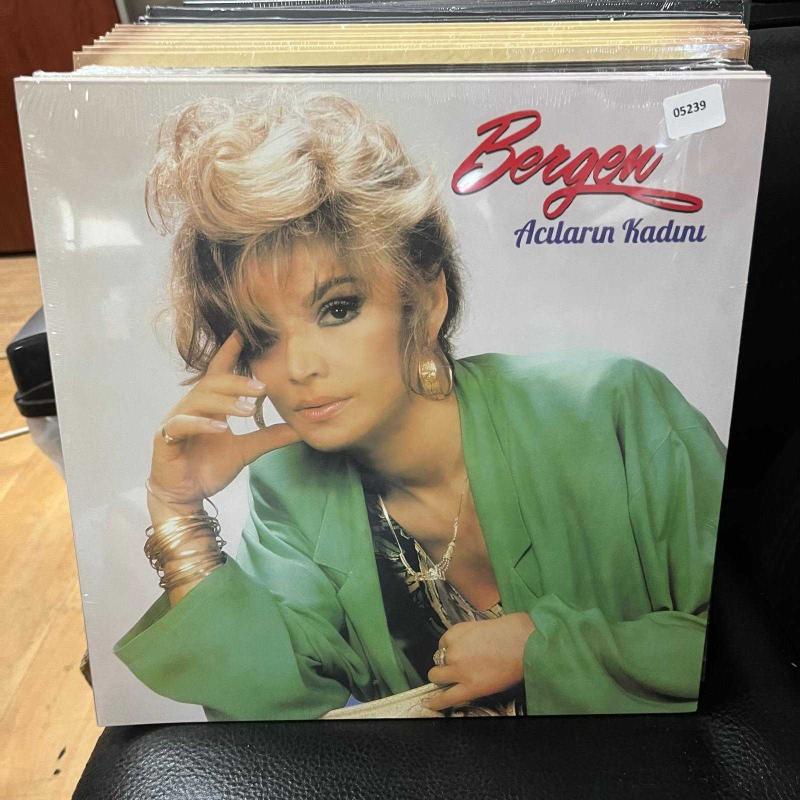 05239
Bergen
Acıların Kadını